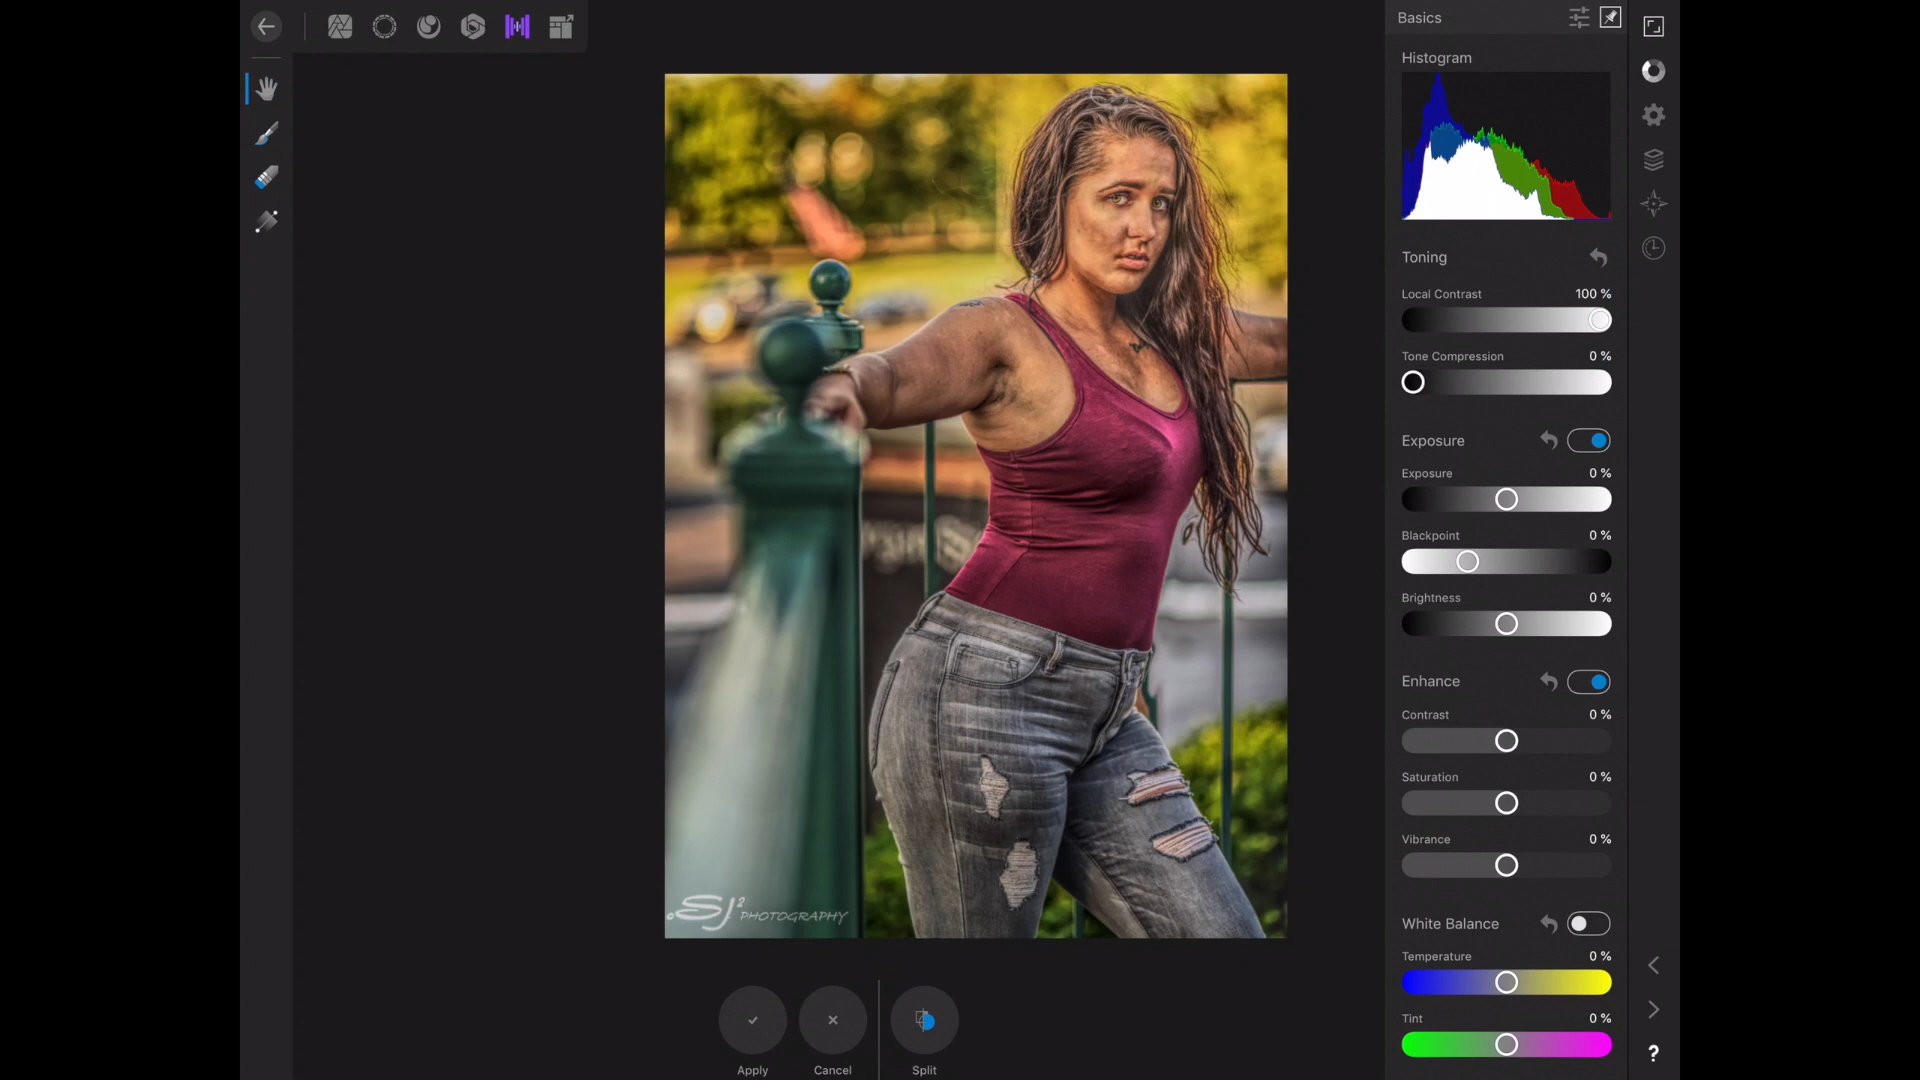 Basics
Histogram
Toning
Local Contrast 100 %
Tone Compression 0 %
Exposure
Exposure 0 %
Blackpoint 0 %
Brightness 0 %
Enhance
Contrast 0 %
Saturation 0 %
Vibrance 0 %
White Balance
Temperature 0 %
Tint 0 %
SJ² PHOTOGRAPHY
Apply Cancel Split
?